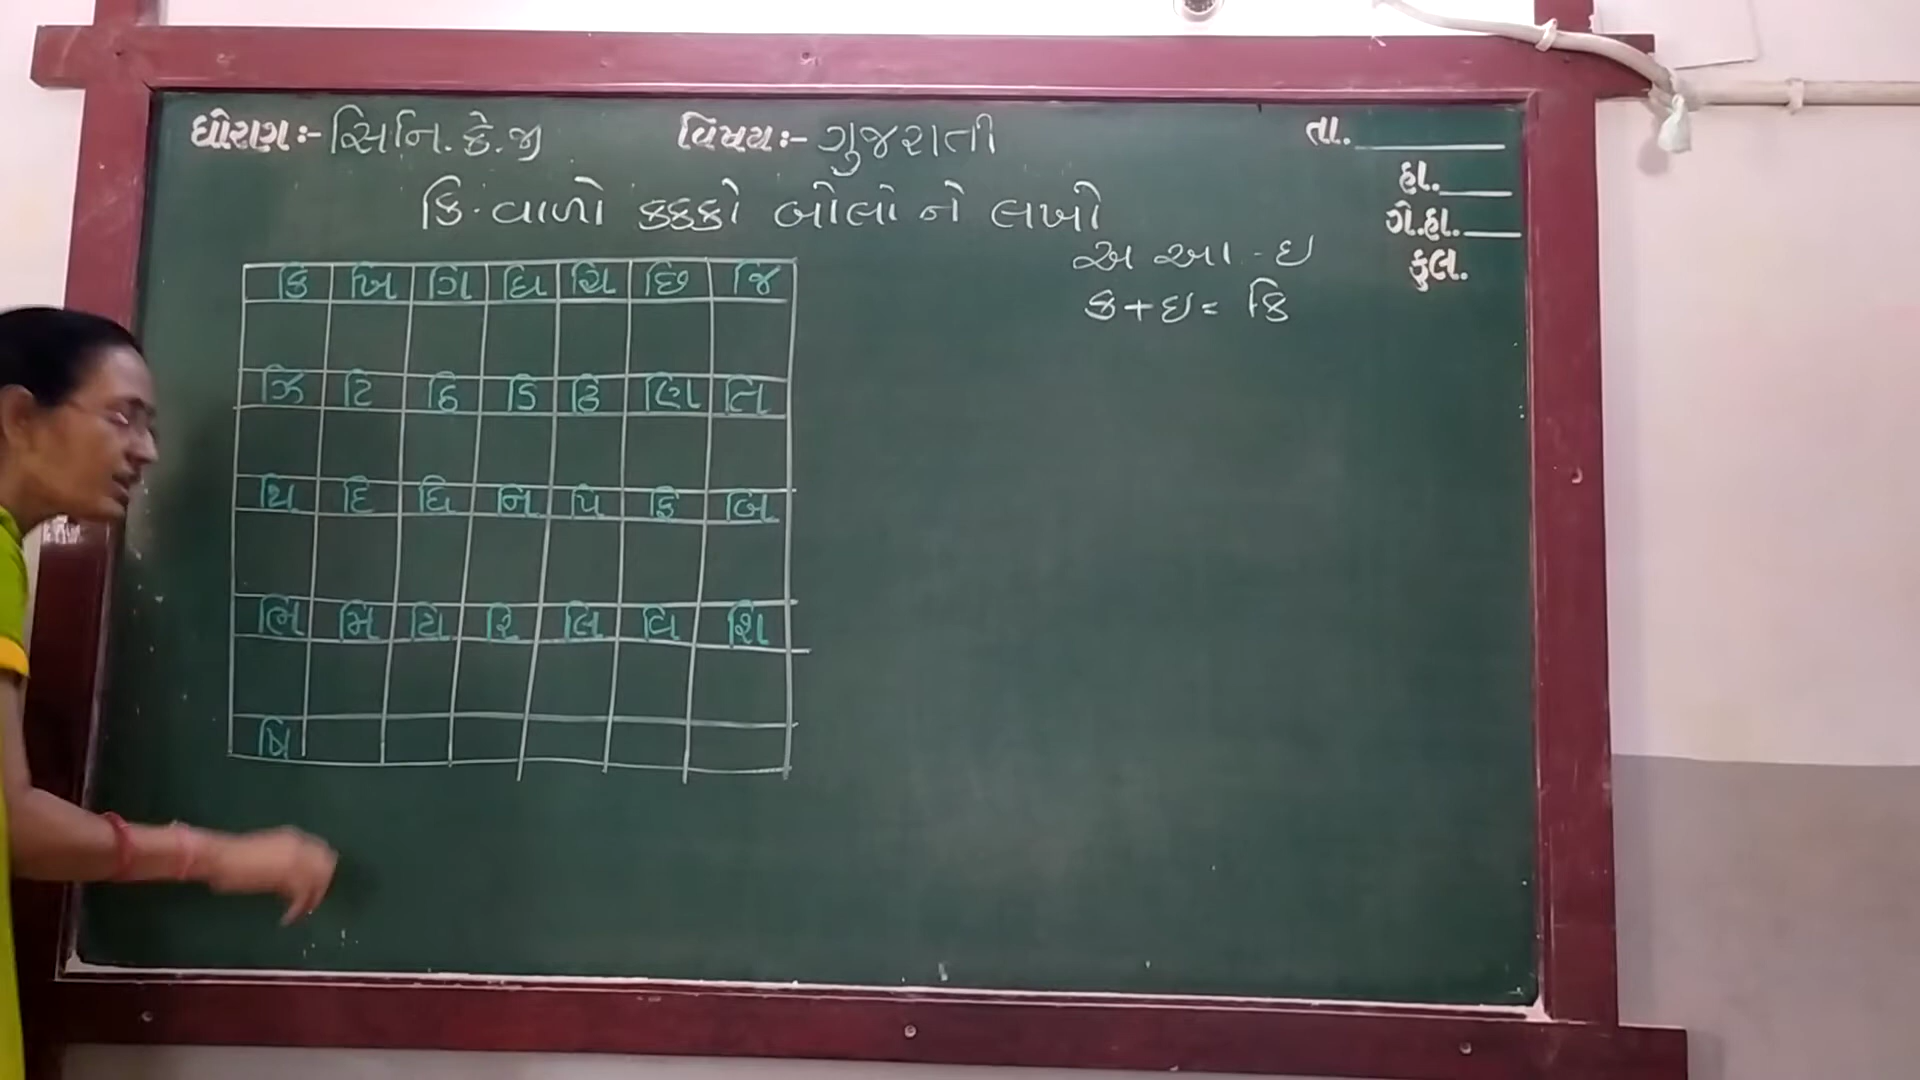 ધોરણ:- સિનિ.કે.જી વિષય:- ગુજરાતી તા.
હા.
ગે.હા.
કુલ.
કિ.વાળો કક્કો બોલો ને લખો
અ આ - ઇ
ક+ઇ= કિ
કિ ખિ ગિ ઘિ ચિ છિ જિ
ઝિ ટિ ઠિ ડિ ઢિ ણિ તિ
થિ દિ ધિ નિ પિ ફિ બિ
ભિ મિ યિ રિ લિ વિ શિ
ષિ